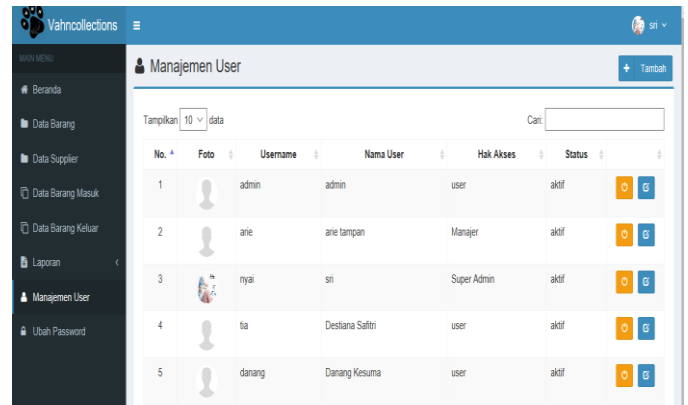 Vahncollections
sri
MAIN MENU
Beranda
Data Barang
Data Supplier
Data Barang Masuk
Data Barang Keluar
Laporan
Manajemen User
Ubah Password
Manajemen User
Tambah
Tampilkan 10 data
Cari:
No. Foto Username Nama User Hak Akses Status
1 admin admin user aktif
2 arie arie tampan Manajer aktif
3 nyai sri Super Admin aktif
4 tia Destiana Safitri user aktif
5 danang Danang Kesuma user aktif